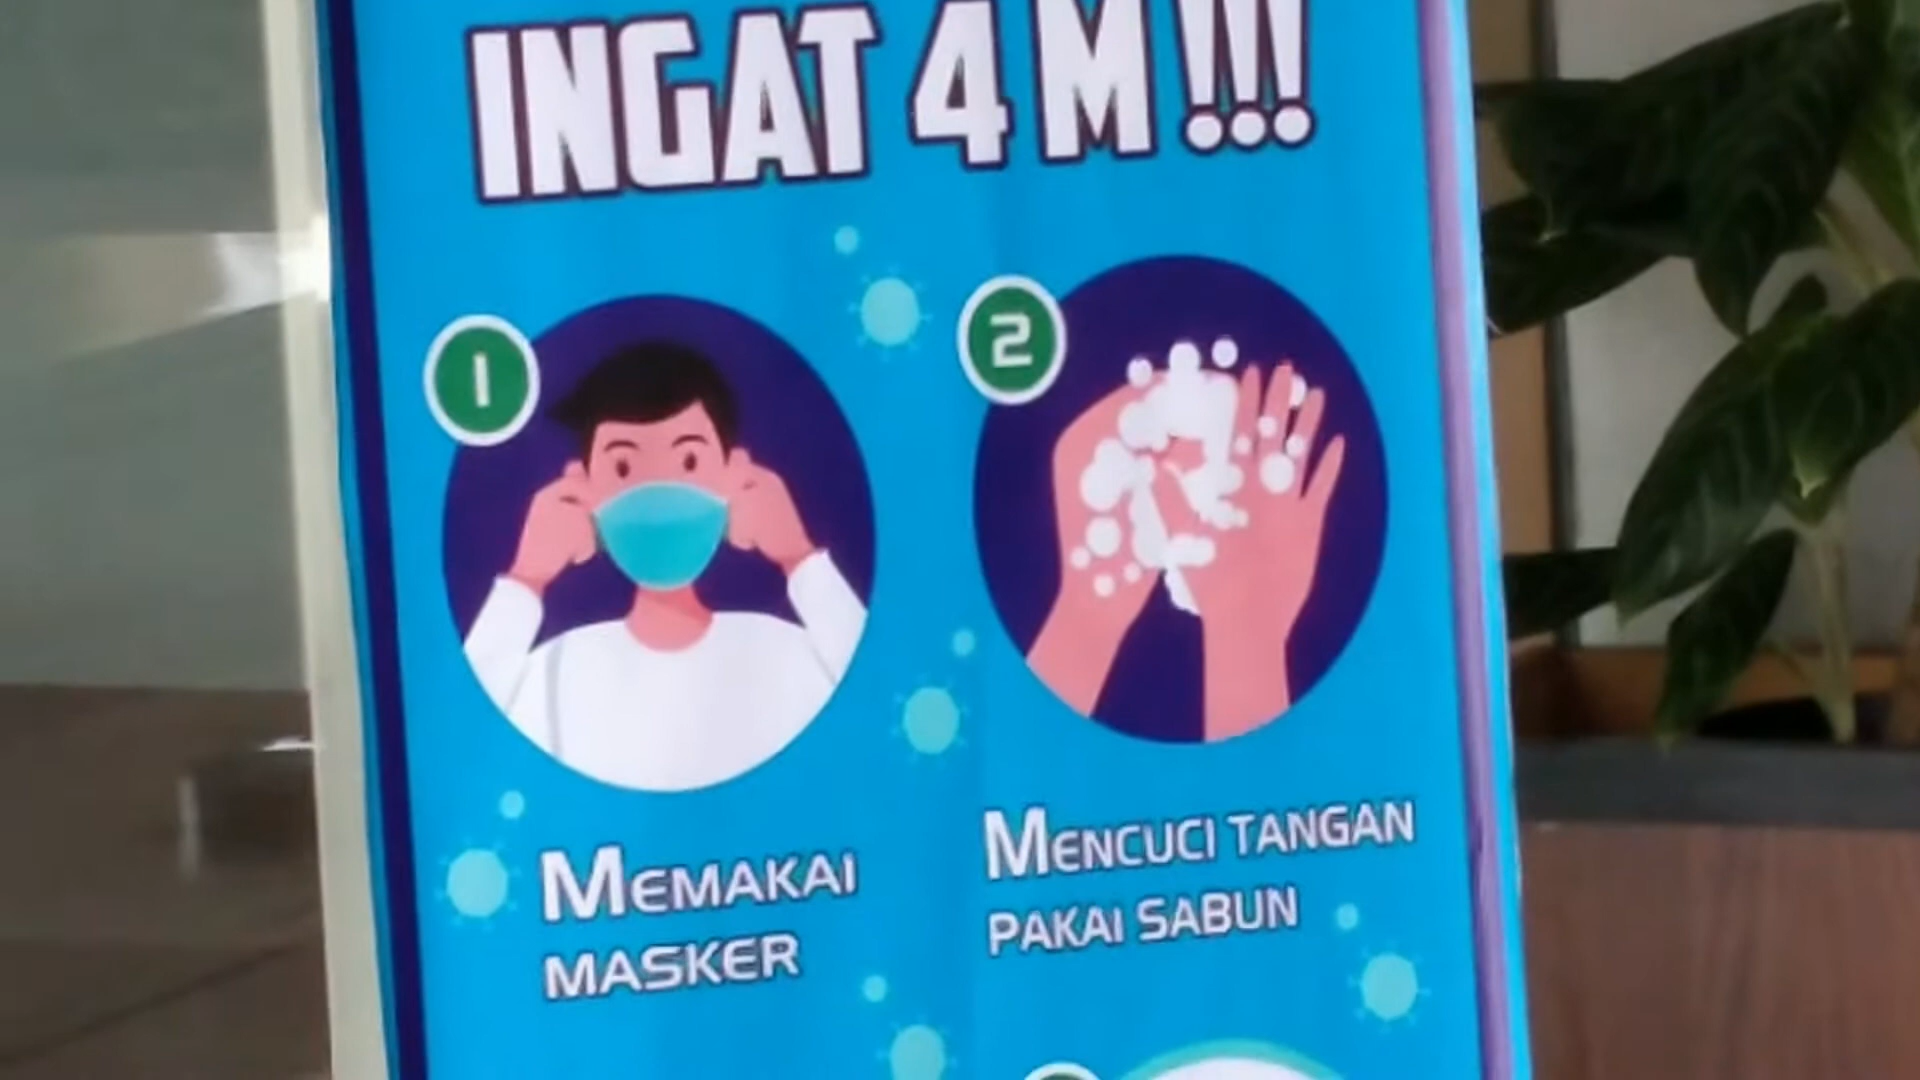 INGAT 4 M !!!
1
2
MEMAKAI
MASKER
MENCUCI TANGAN
PAKAI SABUN